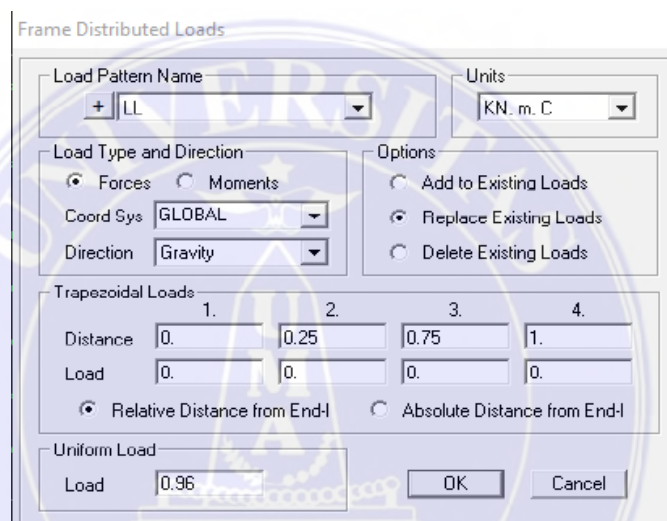 Frame Distributed Loads
Load Pattern Name
+ LL
Units
KN, m, C
Load Type and Direction
Forces Moments
Coord Sys GLOBAL
Direction Gravity
Options
Add to Existing Loads
Replace Existing Loads
Delete Existing Loads
Trapezoidal Loads
1. 2. 3. 4.
Distance 0. 0.25 0.75 1.
Load 0. 0. 0. 0.
Relative Distance from End-I Absolute Distance from End-I
Uniform Load
Load 0.96
OK Cancel
UNIVERSITAS
H
M
A